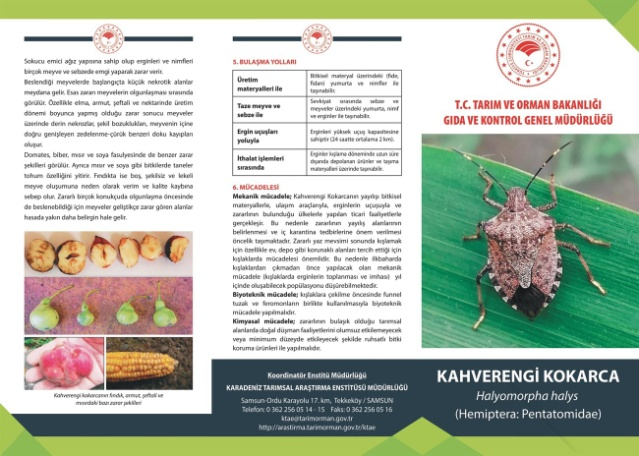 Sokucu emici ağız yapısına sahip olup erginleri ve nimfleri
birçok meyve ve sebzede emgi yaparak zarar verir.
Beslendiği meyvelerde başlangıçta küçük nekrotik alanlar
meydana gelir. Esas zararı meyvelerin olgunlaşması sırasında
görülür. Özellikle elma, armut, şeftali ve nektarinde üretim
dönemi boyunca yapmış olduğu zarar sonucu meyveler
üzerinde derin nekrozlar, şekil bozuklukları, meyvenin içine
doğru genişleyen zedelenme-çürük benzeri doku kayıpları
oluşur.
Domates, biber, mısır ve soya fasulyesinde de benzer zarar
şekilleri görülür. Ayrıca mısır ve soya gibi bitkilerde taneler
tohum özelliğini yitirir. Fındıkta ise boş, şekilsiz ve lekeli
meyve oluşumuna neden olarak verim ve kalite kaybına
sebep olur. Zararlı birçok konukçuda olgunlaşma öncesinde
de beslenebildiği için meyveler geliştikçe zarar gören alanlar
hasada yakın daha belirgin hale gelir.
Kahverengi kokarcanın fındık, armut, şeftali ve
mısırdaki bazı zarar şekilleri
5. BULAŞMA YOLLARI
Üretim materyalleri ile
Bitkisel materyal üzerindeki (fide, fidan) yumurta ve nimfler ile taşınabilir.
Taze meyve ve sebze ile
Sevkiyat sırasında sebze ve meyveler üzerindeki yumurta, nimf ve erginler ile taşınabilir.
Ergin uçuşları yoluyla
Erginleri yüksek uçuş kapasitesine sahiptir (24 saatte ortalama 2 km).
İthalat işlemleri sırasında
Erginler kışlama döneminde uzun süre dışarıda depolanan ürünler ve taşıma materyalleri üzerinde taşınabilir.
6. MÜCADELESİ
Mekanik mücadele; Kahverengi Kokarcanın yayılışı bitkisel
materyallerle, ulaşım araçlarıyla, erginlerin uçuşuyla ve
zararlının bulunduğu ülkelerle yapılan ticari faaliyetlerle
gerçekleşir. Bu nedenle zararlının yayılış alanlarının
belirlenmesi ve iç karantina tedbirlerine önem verilmesi
öncelik taşımaktadır. Zararlı yaz mevsimi sonunda kışlamak
için özellikle ev, depo gibi korunaklı alanları tercih ettiği için
kışlaklarda mücadelesi önemlidir. Bu nedenle ilkbaharda
kışlaklardan çıkmadan önce yapılacak olan mekanik
mücadele (kışlaklarda erginlerin toplanması ve imhası) yıl
içinde oluşabilecek popülasyonu düşürebilmektedir.
Biyoteknik mücadele; kışlaklara çekilme öncesinde funnel
tuzak ve feromonların birlikte kullanılmasıyla biyoteknik
mücadele yapılmalıdır.
Kimyasal mücadele; zararlının bulaşık olduğu tarımsal
alanlarda doğal düşman faaliyetlerini olumsuz etkilemeyecek
veya minimum düzeyde etkileyecek şekilde ruhsatlı bitki
koruma ürünleri ile yapılmalıdır.
Koordinatör Enstitü Müdürlüğü
KARADENİZ TARIMSAL ARAŞTIRMA ENSTİTÜSÜ MÜDÜRLÜĞÜ
Samsun-Ordu Karayolu 17. km, Tekkeköy / SAMSUN
Telefon: 0 362 256 05 14 - 15 Faks: 0 362 256 05 16
ktae@tarimorman.gov.tr
http://arastirma.tarimorman.gov.tr/ktae
T.C. TARIM VE ORMAN BAKANLIĞI
GIDA VE KONTROL GENEL MÜDÜRLÜĞÜ
KAHVERENGİ KOKARCA
Halyomorpha halys
(Hemiptera: Pentatomidae)